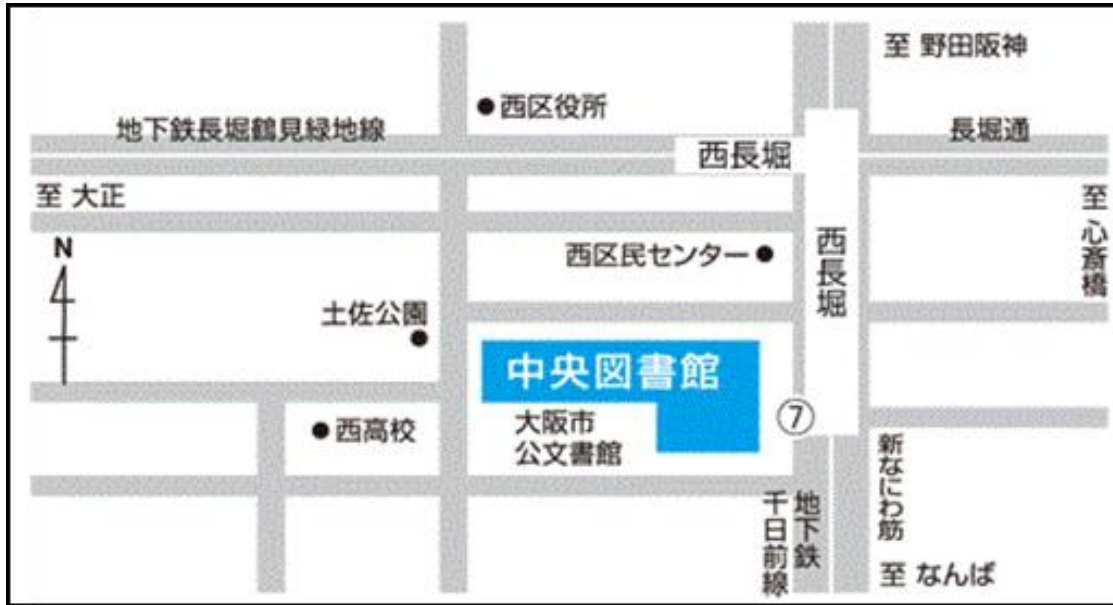 至 野田阪神
西区役所
地下鉄長堀鶴見緑地線
長堀通
西長堀
至 大正
至 心斎橋
N
西区民センター
西長堀
土佐公園
中央図書館
大阪市
公文書館
⑦
西高校
新なにわ筋
地下鉄
千日前線
至 なんば